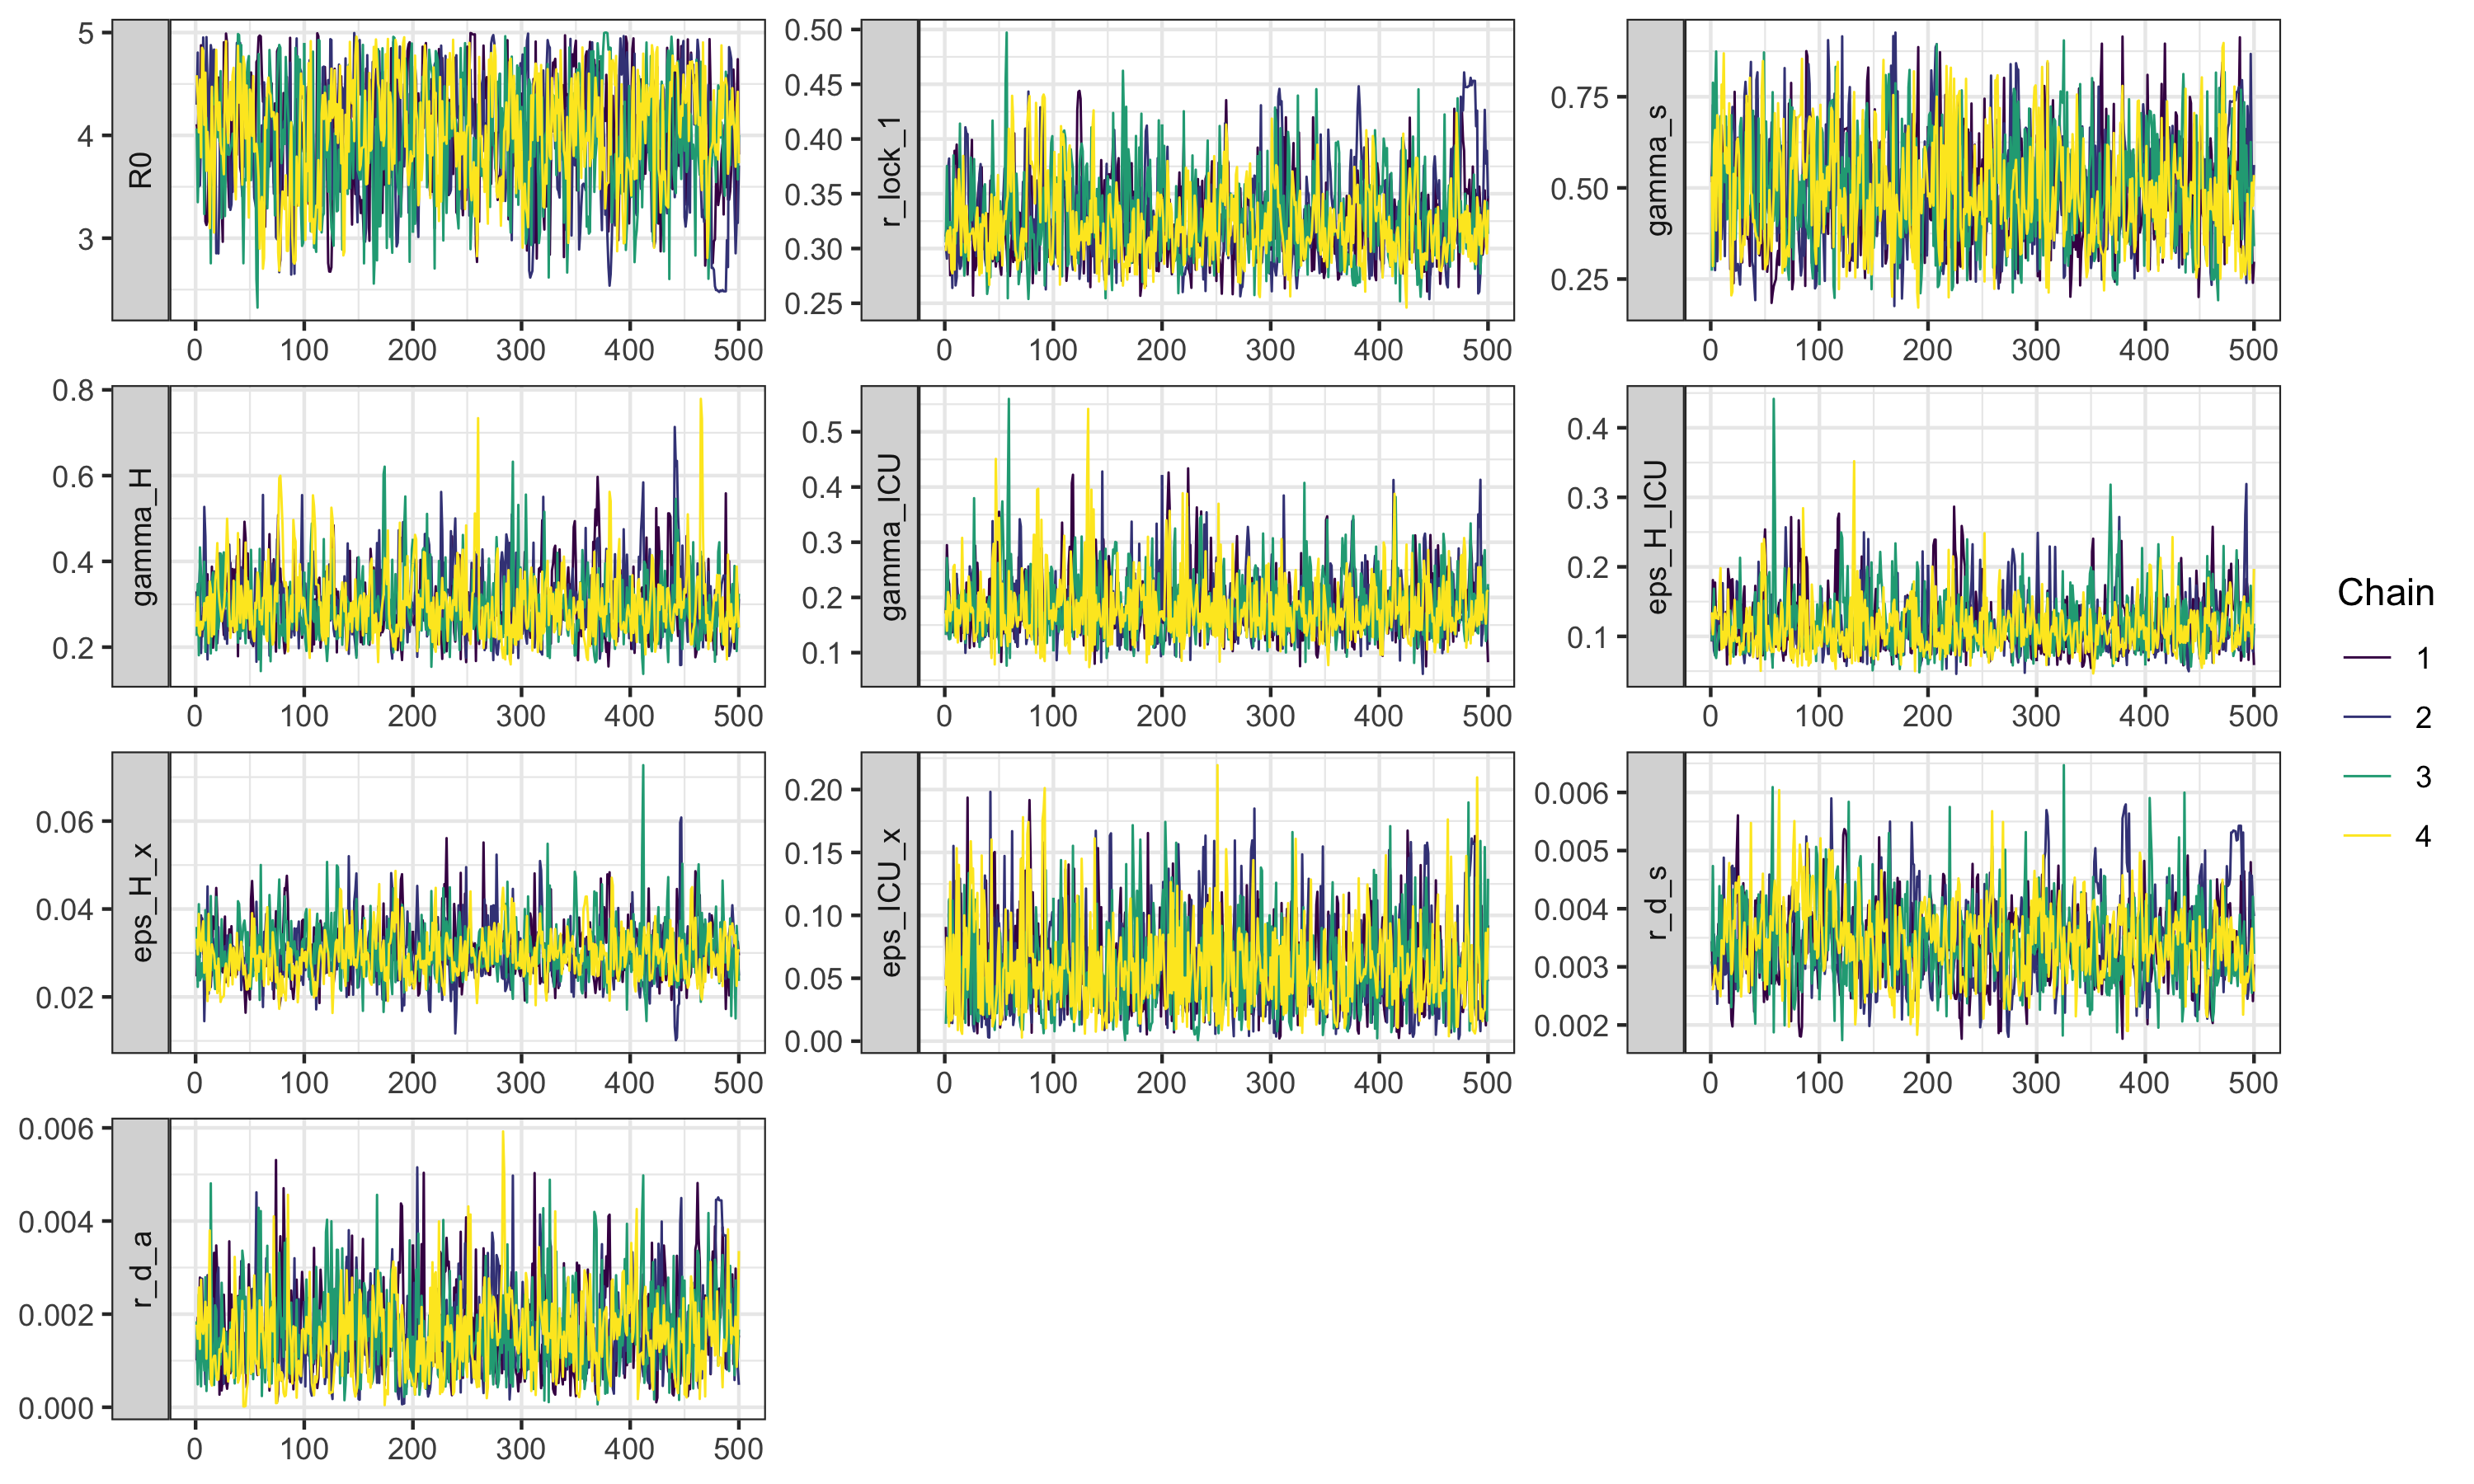 R0
5
4
3
0 100 200 300 400 500
r_lock_1
0.50
0.45
0.40
0.35
0.30
0.25
0 100 200 300 400 500
gamma_s
0.75
0.50
0.25
0 100 200 300 400 500
gamma_H
0.8
0.6
0.4
0.2
0 100 200 300 400 500
gamma_ICU
0.5
0.4
0.3
0.2
0.1
0 100 200 300 400 500
eps_H_ICU
0.4
0.3
0.2
0.1
0 100 200 300 400 500
eps_H_x
0.06
0.04
0.02
0 100 200 300 400 500
eps_ICU_x
0.20
0.15
0.10
0.05
0.00
0 100 200 300 400 500
r_d_s
0.006
0.005
0.004
0.003
0.002
0 100 200 300 400 500
r_d_a
0.006
0.004
0.002
0.000
0 100 200 300 400 500
Chain
1
2
3
4